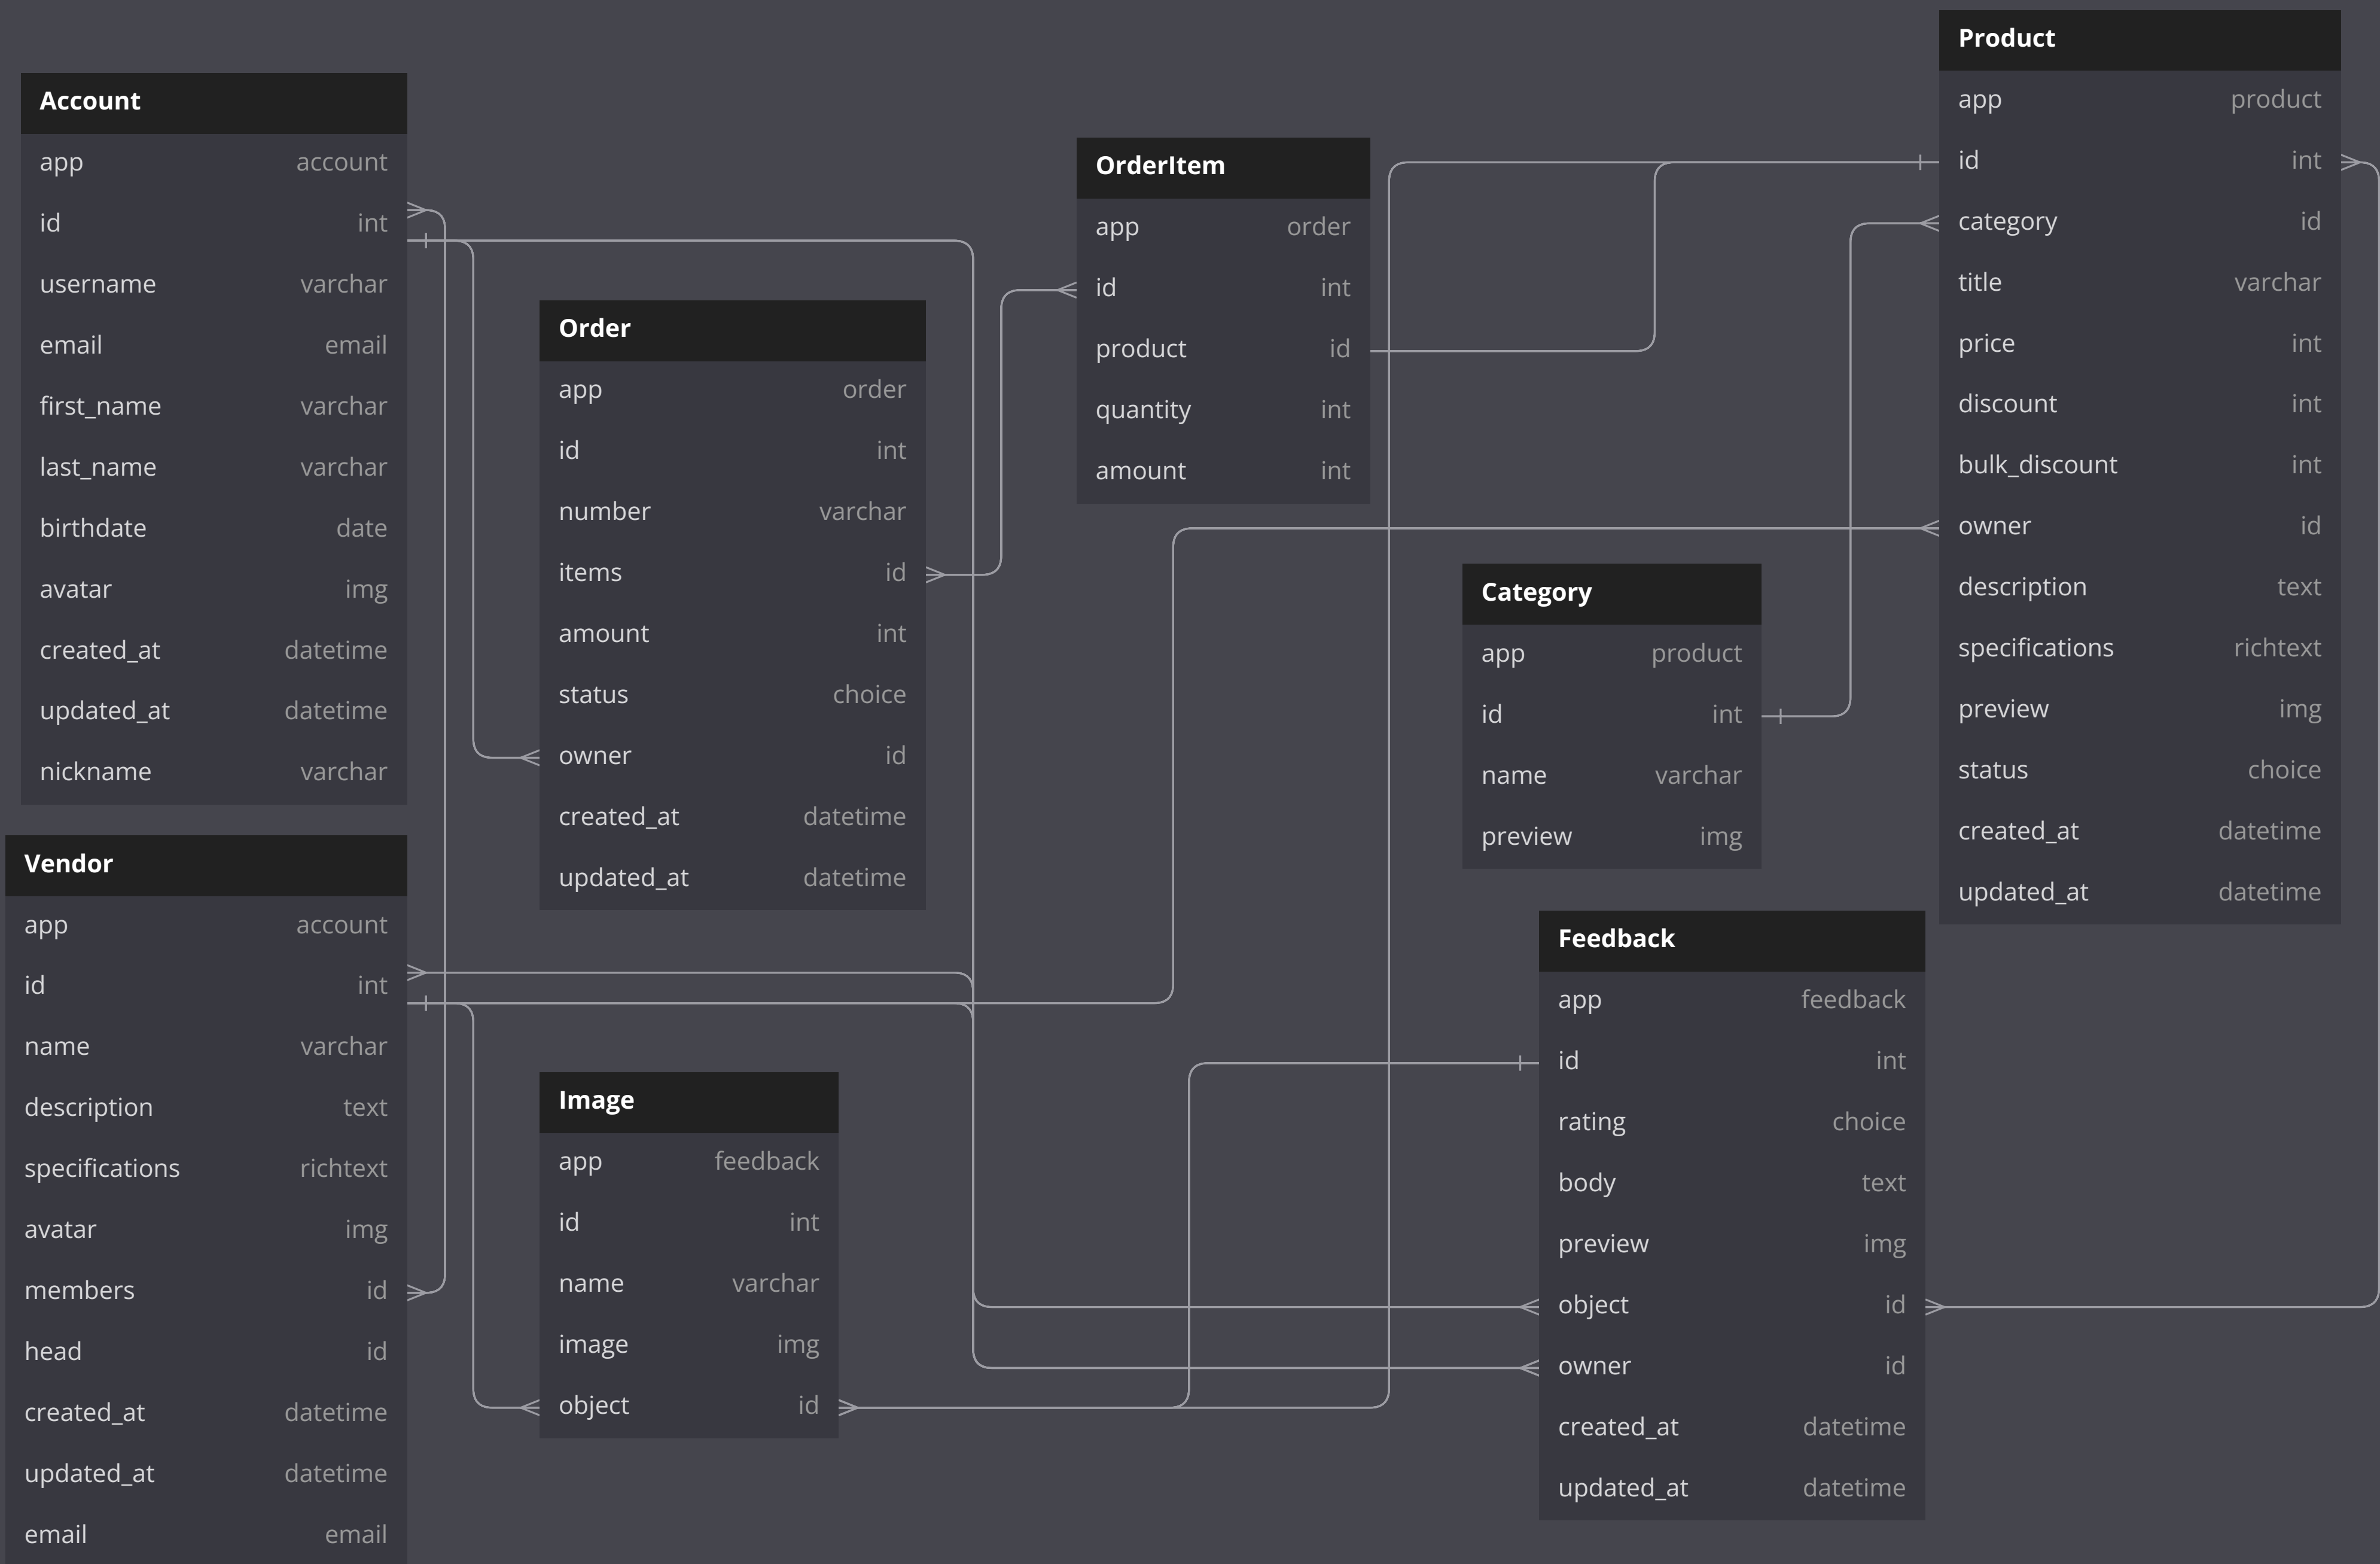 Account
app account
id int
username varchar
email email
first_name varchar
last_name varchar
birthdate date
avatar img
created_at datetime
updated_at datetime
nickname varchar
Vendor
app account
id int
name varchar
description text
specifications richtext
avatar img
members id
head id
created_at datetime
updated_at datetime
email email
Order
app order
id int
number varchar
items id
amount int
status choice
owner id
created_at datetime
updated_at datetime
Image
app feedback
id int
name varchar
image img
object id
OrderItem
app order
id int
product id
quantity int
amount int
Category
app product
id int
name varchar
preview img
Feedback
app feedback
id int
rating choice
body text
preview img
object id
owner id
created_at datetime
updated_at datetime
Product
app product
id int
category id
title varchar
price int
discount int
bulk_discount int
owner id
description text
specifications richtext
preview img
status choice
created_at datetime
updated_at datetime